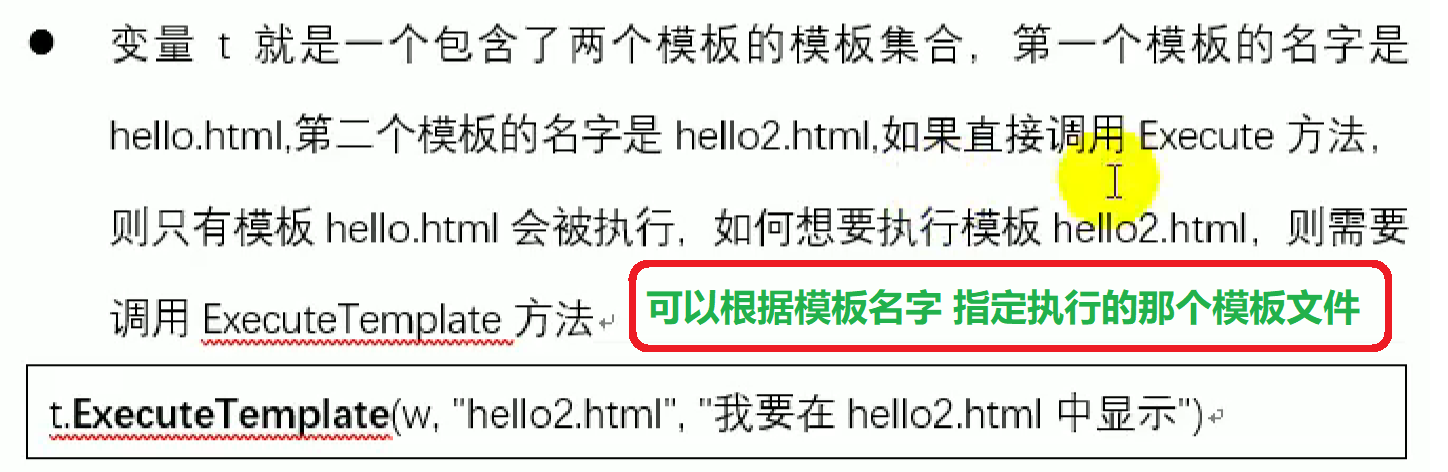 ● 变量 t 就是一个包含了两个模板的模板集合，第一个模板的名字是
hello.html,第二个模板的名字是 hello2.html,如果直接调用 Execute 方法，
则只有模板 hello.html 会被执行，如何想要执行模板 hello2.html，则需要
调用 ExecuteTemplate 方法↵
可以根据模板名字 指定执行的那个模板文件
t.ExecuteTemplate(w, "hello2.html", "我要在 hello2.html 中显示")↵